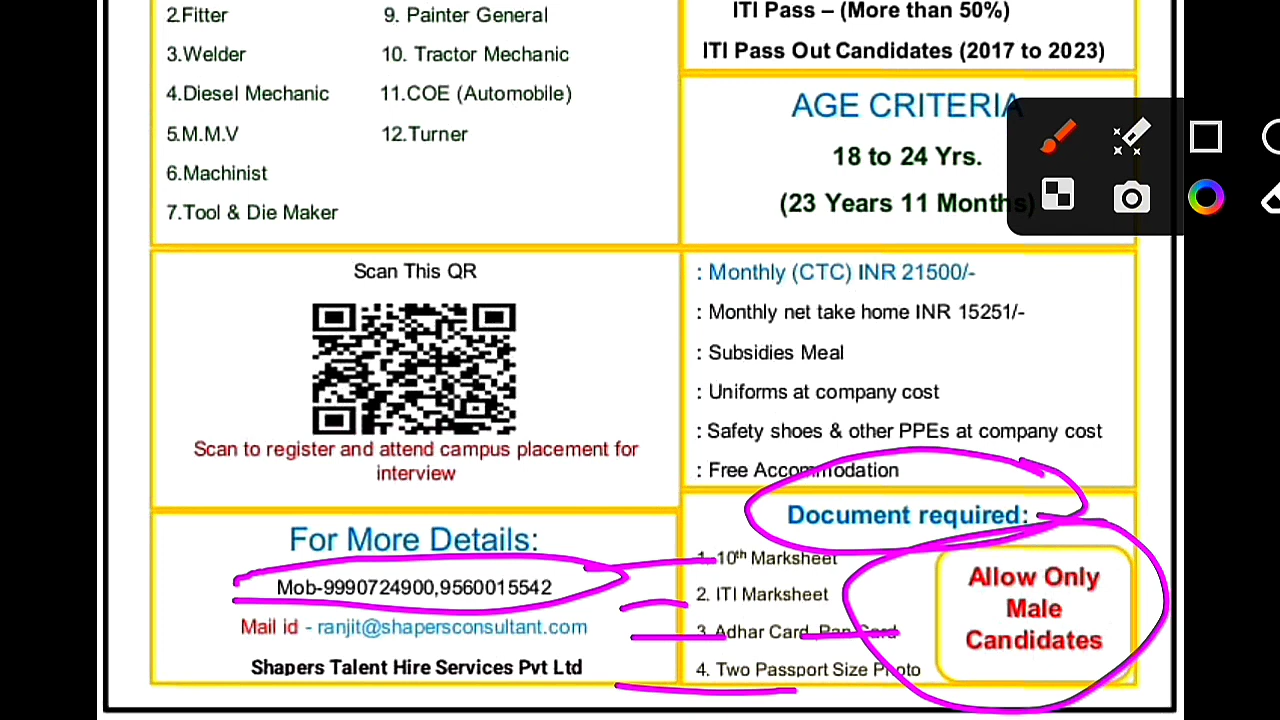 2.Fitter
9. Painter General
3.Welder
10. Tractor Mechanic
4.Diesel Mechanic
11.COE (Automobile)
5.M.M.V
12.Turner
6.Machinist
7.Tool & Die Maker
ITI Pass – (More than 50%)
ITI Pass Out Candidates (2017 to 2023)
AGE CRITERIA
18 to 24 Yrs.
(23 Years 11 Months)
Scan This QR
Scan to register and attend campus placement for
interview
: Monthly (CTC) INR 21500/-
: Monthly net take home INR 15251/-
: Subsidies Meal
: Uniforms at company cost
: Safety shoes & other PPEs at company cost
: Free Accommodation
For More Details:
Mob-9990724900,9560015542
Mail id - ranjit@shapersconsultant.com
Shapers Talent Hire Services Pvt Ltd
Document required:
1. 10th Marksheet
2. ITI Marksheet
3. Adhar Card, Pan Card
4. Two Passport Size Photo
Allow Only
Male
Candidates